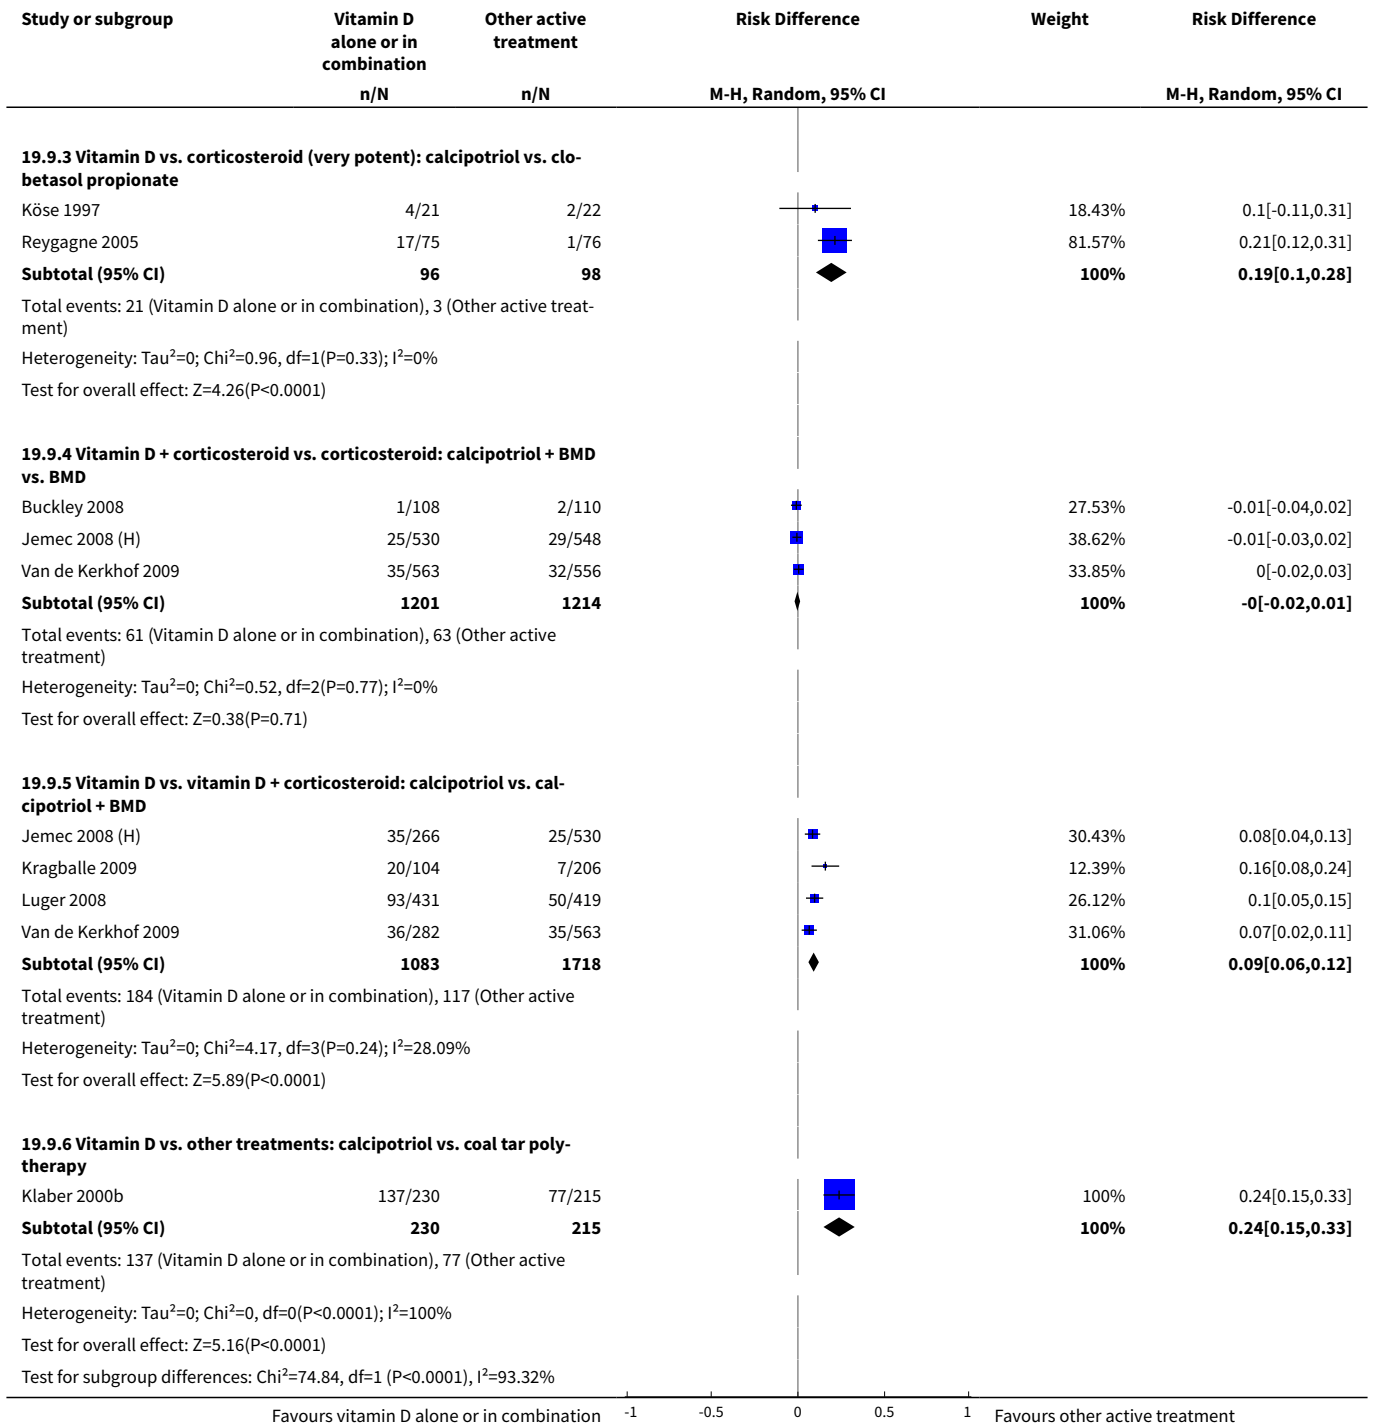 Study or subgroup Vitamin D Other active Risk Difference Weight Risk Difference
alone or in treatment
combination
n/N n/N M-H, Random, 95% CI M-H, Random, 95% CI
19.9.3 Vitamin D vs. corticosteroid (very potent): calcipotriol vs. clo-
betasol propionate
Köse 1997 4/21 2/22 18.43% 0.1[-0.11,0.31]
Reygagne 2005 17/75 1/76 81.57% 0.21[0.12,0.31]
Subtotal (95% CI) 96 98 100% 0.19[0.1,0.28]
Total events: 21 (Vitamin D alone or in combination), 3 (Other active treat-
ment)
Heterogeneity: Tau²=0; Chi²=0.96, df=1(P=0.33); I²=0%
Test for overall effect: Z=4.26(P<0.0001)
19.9.4 Vitamin D + corticosteroid vs. corticosteroid: calcipotriol + BMD
vs. BMD
Buckley 2008 1/108 2/110 27.53% -0.01[-0.04,0.02]
Jemec 2008 (H) 25/530 29/548 38.62% -0.01[-0.03,0.02]
Van de Kerkhof 2009 35/563 32/556 33.85% 0[-0.02,0.03]
Subtotal (95% CI) 1201 1214 100% -0[-0.02,0.01]
Total events: 61 (Vitamin D alone or in combination), 63 (Other active
treatment)
Heterogeneity: Tau²=0; Chi²=0.52, df=2(P=0.77); I²=0%
Test for overall effect: Z=0.38(P=0.71)
19.9.5 Vitamin D vs. vitamin D + corticosteroid: calcipotriol vs. cal-
cipotriol + BMD
Jemec 2008 (H) 35/266 25/530 30.43% 0.08[0.04,0.13]
Kragballe 2009 20/104 7/206 12.39% 0.16[0.08,0.24]
Luger 2008 93/431 50/419 26.12% 0.1[0.05,0.15]
Van de Kerkhof 2009 36/282 35/563 31.06% 0.07[0.02,0.11]
Subtotal (95% CI) 1083 1718 100% 0.09[0.06,0.12]
Total events: 184 (Vitamin D alone or in combination), 117 (Other active
treatment)
Heterogeneity: Tau²=0; Chi²=4.17, df=3(P=0.24); I²=28.09%
Test for overall effect: Z=5.89(P<0.0001)
19.9.6 Vitamin D vs. other treatments: calcipotriol vs. coal tar poly-
therapy
Klaber 2000b 137/230 77/215 100% 0.24[0.15,0.33]
Subtotal (95% CI) 230 215 100% 0.24[0.15,0.33]
Total events: 137 (Vitamin D alone or in combination), 77 (Other active
treatment)
Heterogeneity: Tau²=0; Chi²=0, df=0(P<0.0001); I²=100%
Test for overall effect: Z=5.16(P<0.0001)
Test for subgroup differences: Chi²=74.84, df=1 (P<0.0001), I²=93.32%
Favours vitamin D alone or in combination -1 -0.5 0 0.5 1 Favours other active treatment